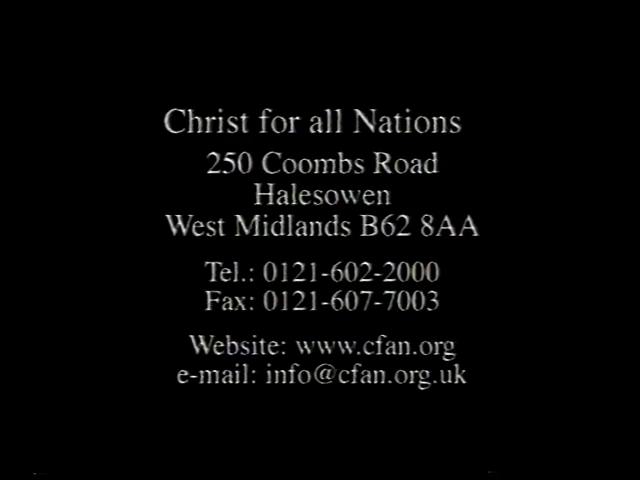 Christ for all Nations
250 Coombs Road
Halesowen
West Midlands B62 8AA
Tel.: 0121-602-2000
Fax: 0121-607-7003
Website: www.cfan.org
e-mail: info@cfan.org.uk